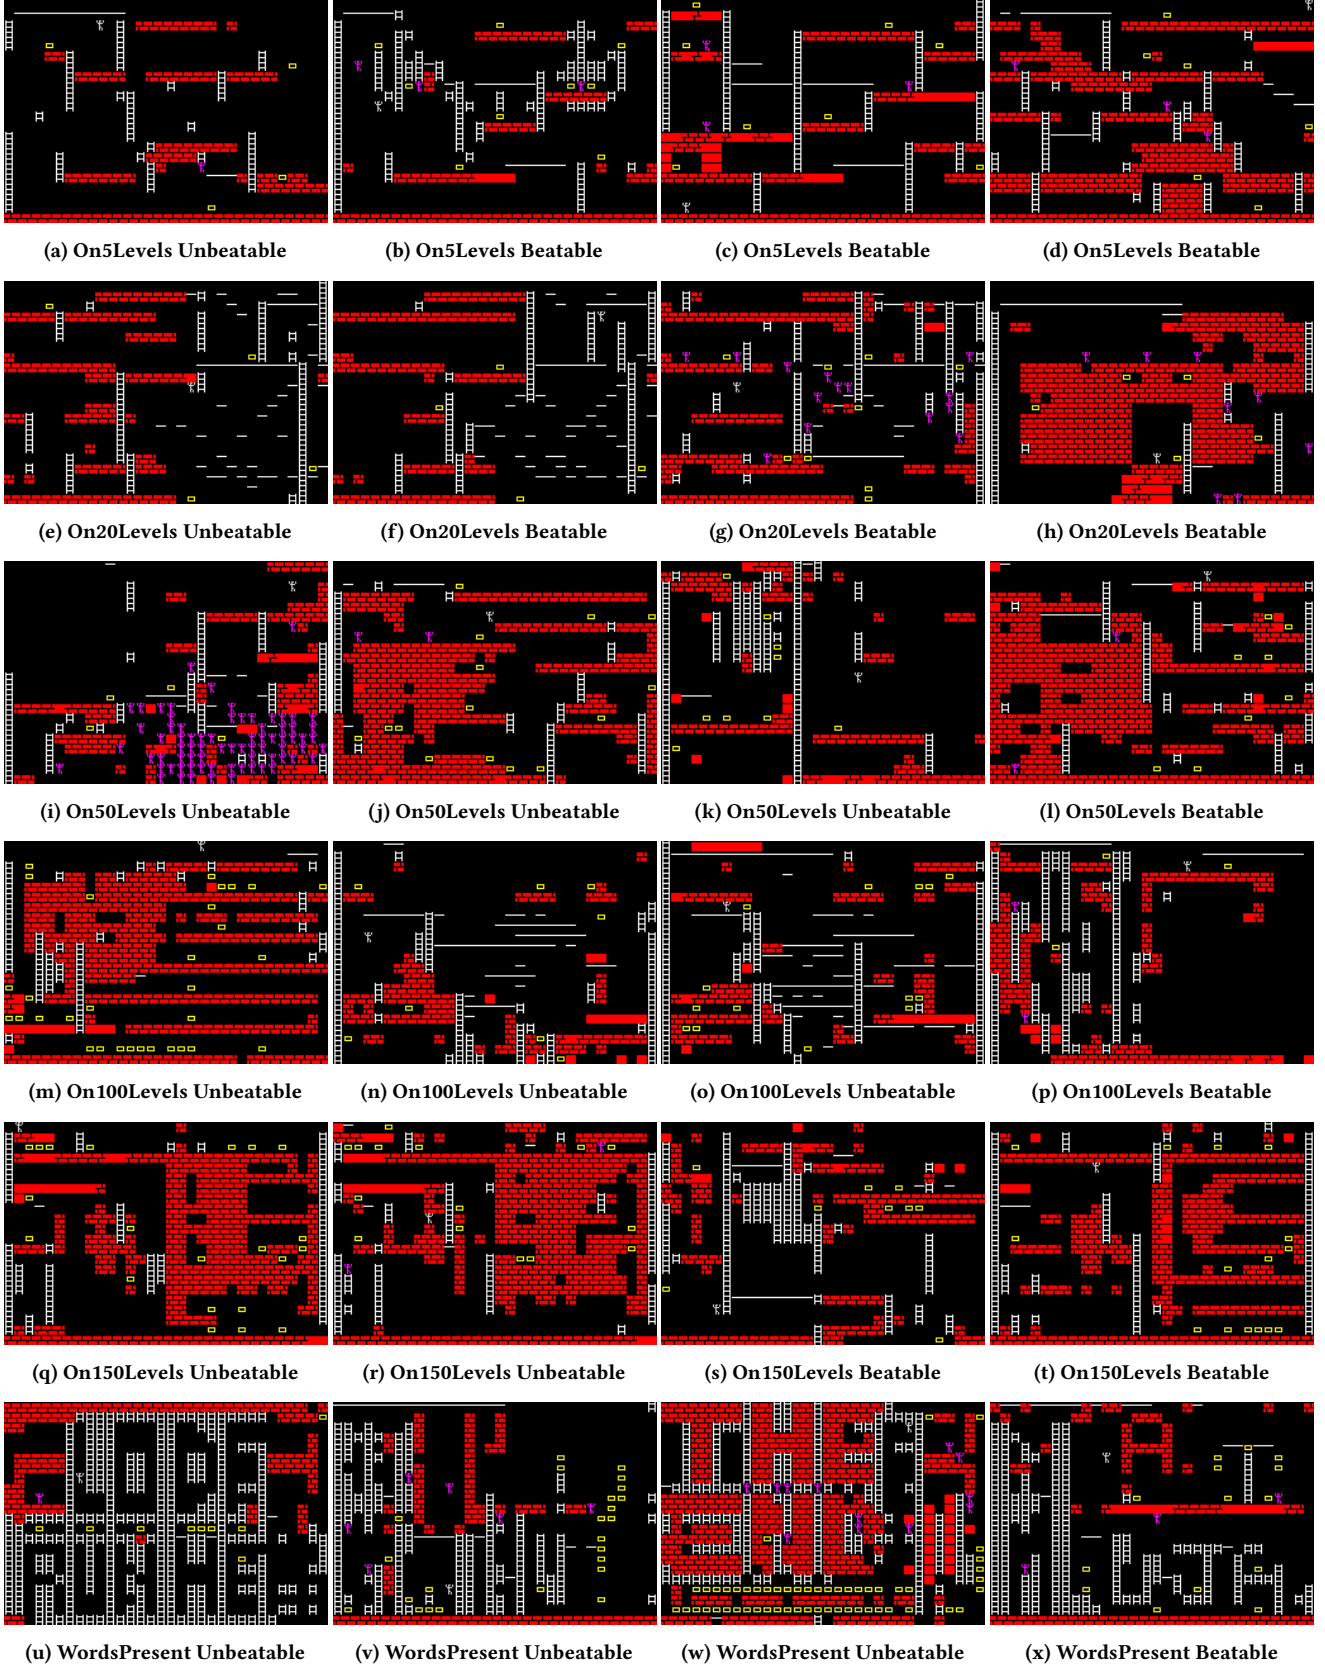 (a) On5Levels Unbeatable
(b) On5Levels Beatable
(c) On5Levels Beatable
(d) On5Levels Beatable
(e) On20Levels Unbeatable
(f) On20Levels Beatable
(g) On20Levels Beatable
(h) On20Levels Beatable
(i) On50Levels Unbeatable
(j) On50Levels Unbeatable
(k) On50Levels Unbeatable
(l) On50Levels Beatable
(m) On100Levels Unbeatable
(n) On100Levels Unbeatable
(o) On100Levels Unbeatable
(p) On100Levels Beatable
(q) On150Levels Unbeatable
(r) On150Levels Unbeatable
(s) On150Levels Beatable
(t) On150Levels Beatable
(u) WordsPresent Unbeatable
(v) WordsPresent Unbeatable
(w) WordsPresent Unbeatable
(x) WordsPresent Beatable